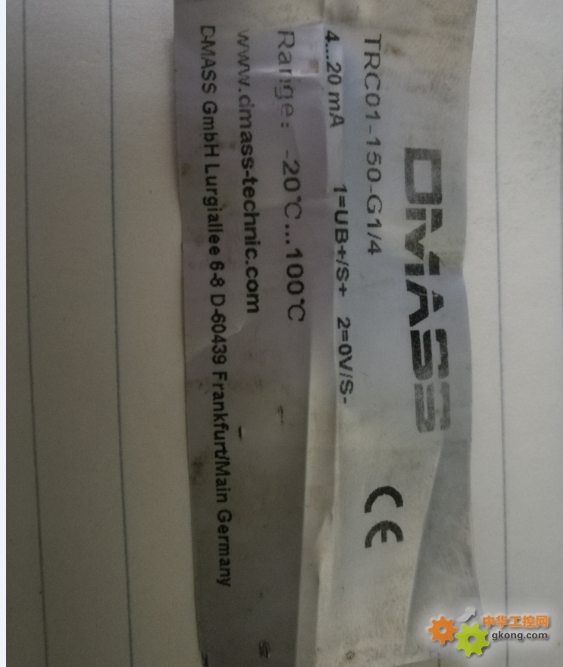 DMASS
CE
TRC01-150-G1/4
4...20 mA 1=UB+/S+ 2=0V/S-
Range: -20℃...100℃
www.dmass-technic.com
D-MASS GmbH Lurgiallee 6-8 D-60439 Frankfurt/Main Germany
中华工控网
gkong.com